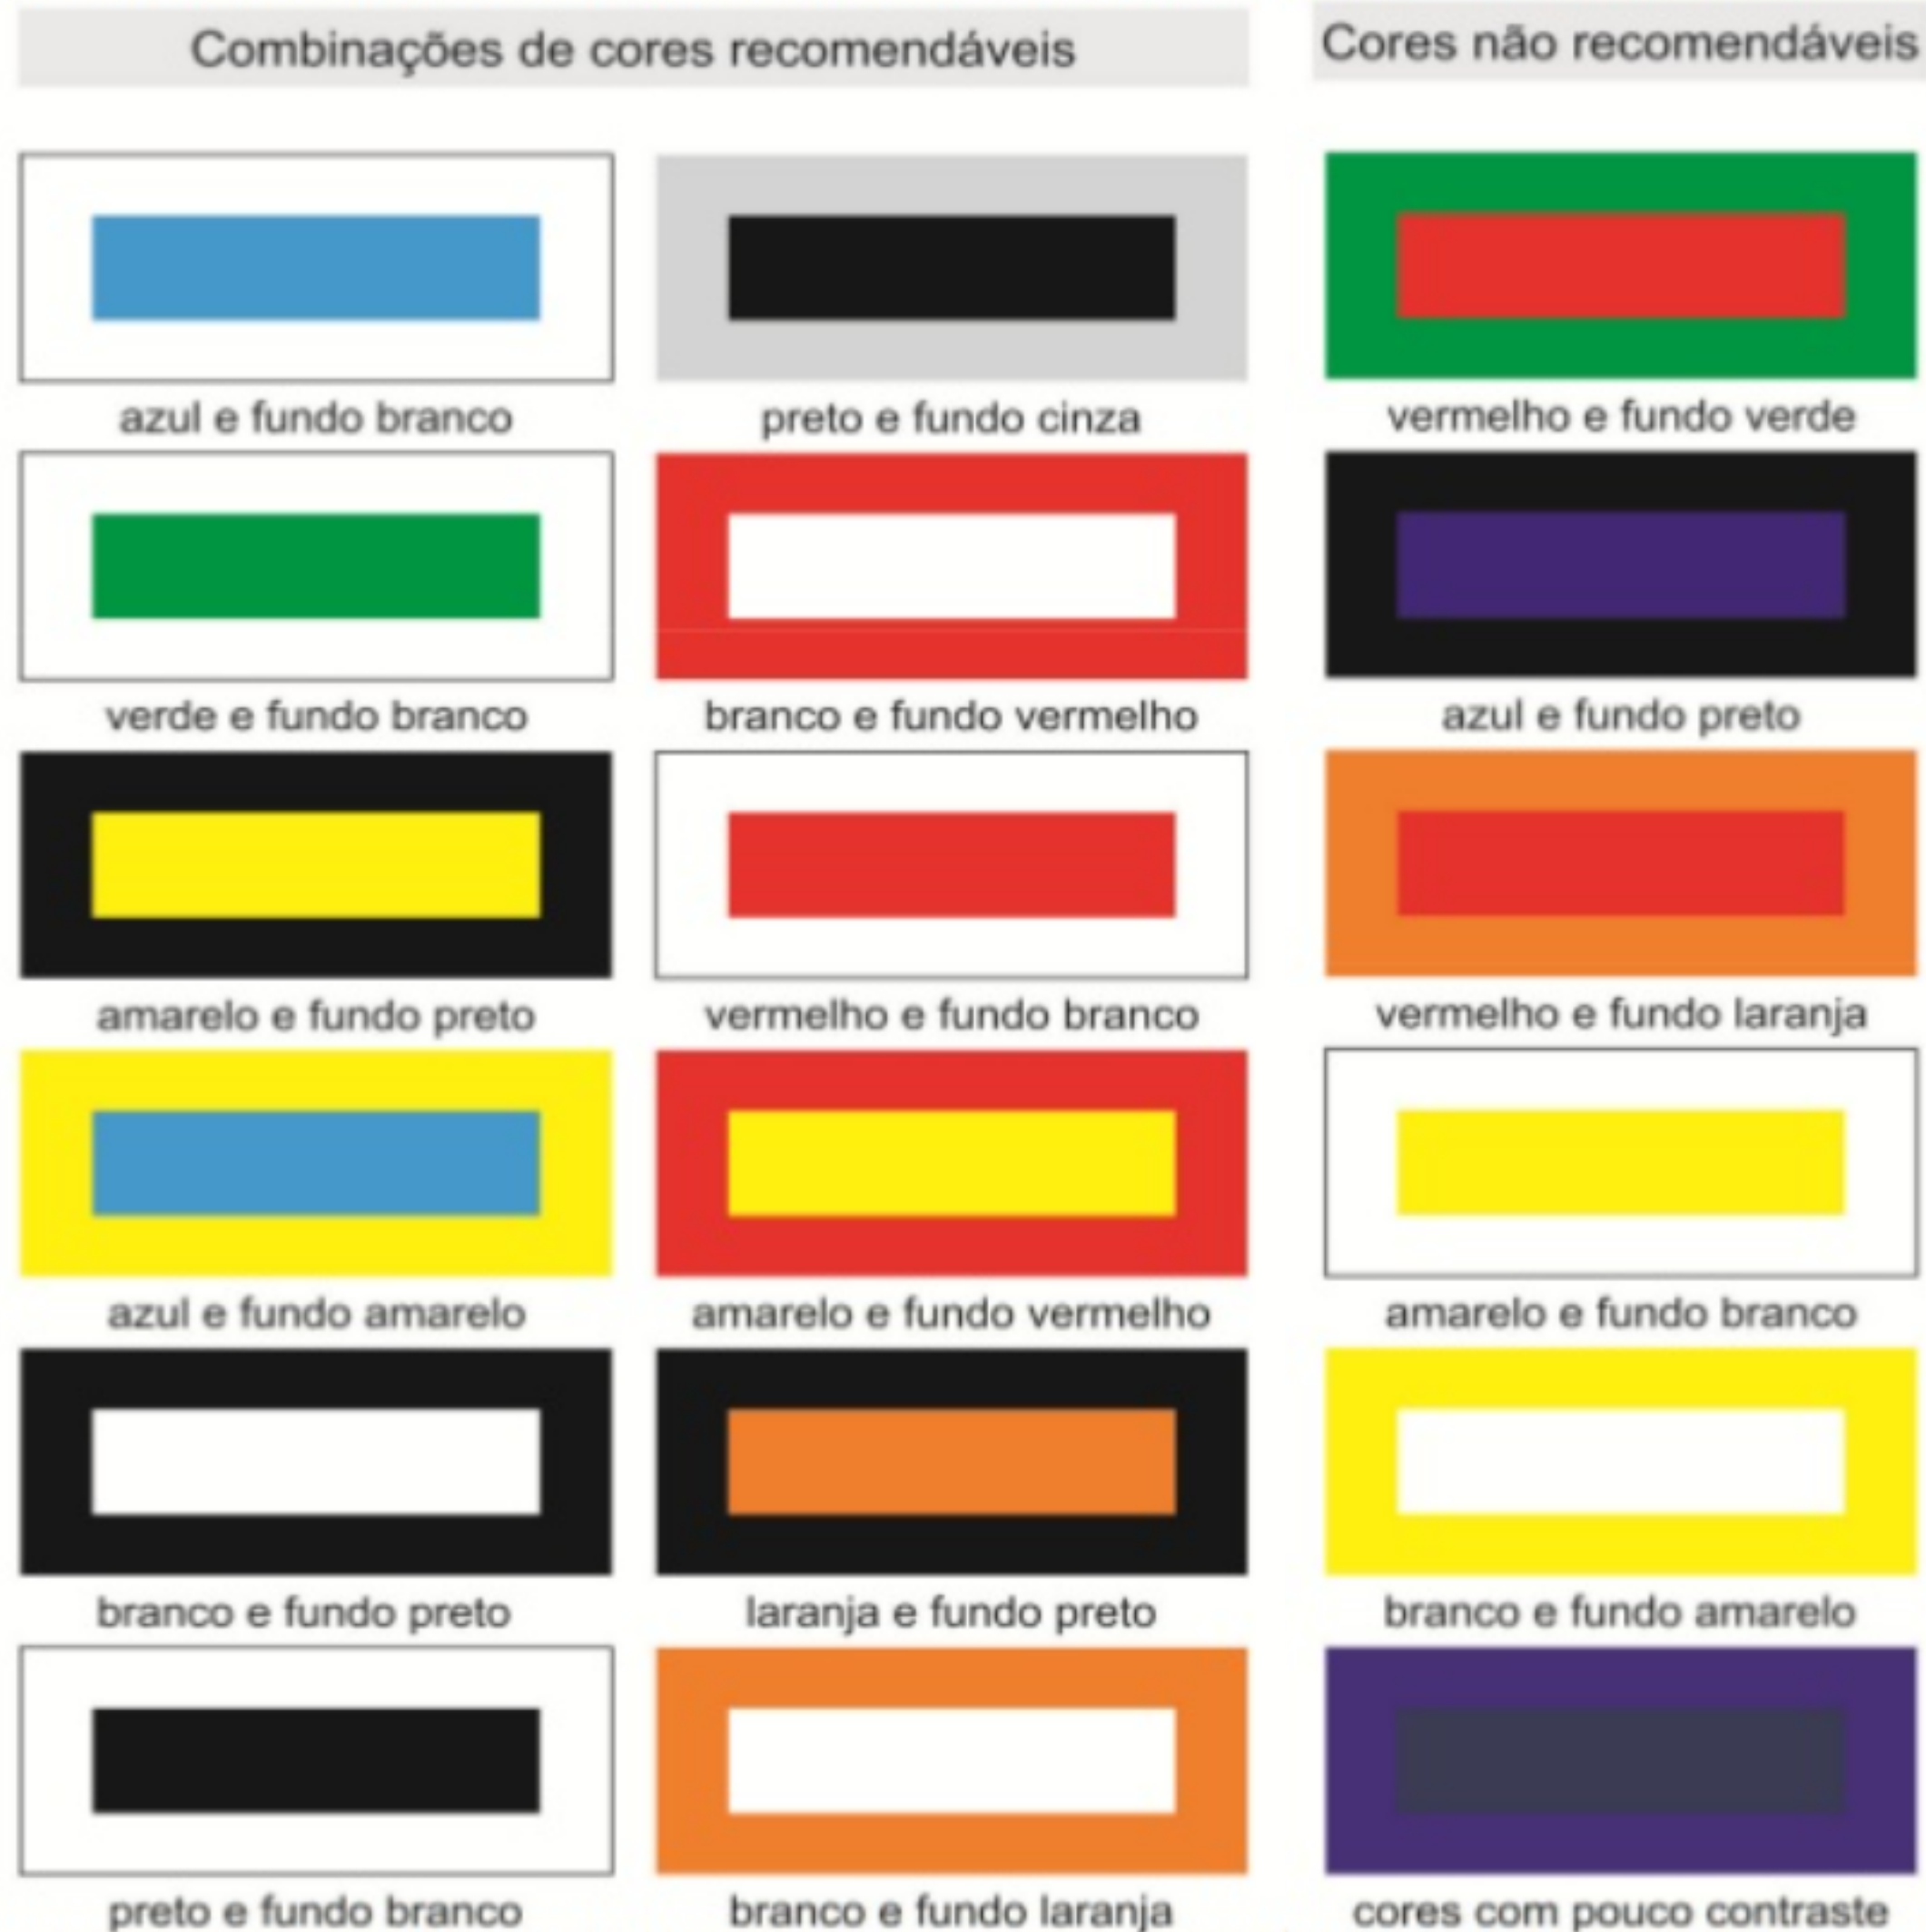 Combinações de cores recomendáveis
Cores não recomendáveis
azul e fundo branco
preto e fundo cinza
vermelho e fundo verde
verde e fundo branco
branco e fundo vermelho
azul e fundo preto
amarelo e fundo preto
vermelho e fundo branco
vermelho e fundo laranja
azul e fundo amarelo
amarelo e fundo vermelho
amarelo e fundo branco
branco e fundo preto
laranja e fundo preto
branco e fundo amarelo
preto e fundo branco
branco e fundo laranja
cores com pouco contraste